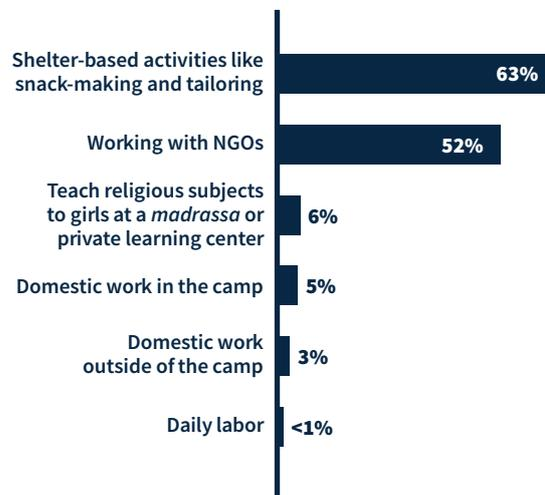 Shelter-based activities like
snack-making and tailoring
63%
Working with NGOs
52%
Teach religious subjects
to girls at a madrassa or
private learning center
6%
Domestic work in the camp
5%
Domestic work
outside of the camp
3%
Daily labor
<1%